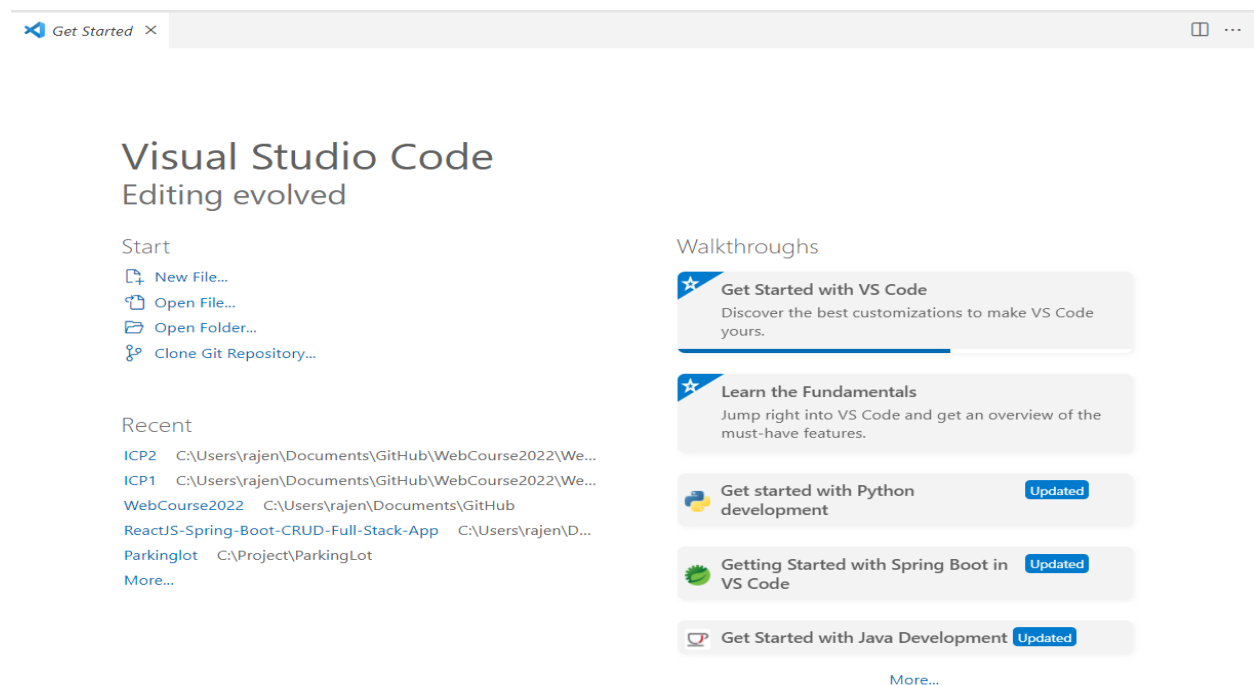 Get Started
Visual Studio Code
Editing evolved
Start
New File...
Open File...
Open Folder...
Clone Git Repository...
Recent
ICP2 C:\Users\rajen\Documents\GitHub\WebCourse2022\We...
ICP1 C:\Users\rajen\Documents\GitHub\WebCourse2022\We...
WebCourse2022 C:\Users\rajen\Documents\GitHub
ReactJS-Spring-Boot-CRUD-Full-Stack-App C:\Users\rajen\D...
Parkinglot C:\Project\ParkingLot
More...
Walkthroughs
Get Started with VS Code
Discover the best customizations to make VS Code
yours.
Learn the Fundamentals
Jump right into VS Code and get an overview of the
must-have features.
Get started with Python Updated
development
Getting Started with Spring Boot in Updated
VS Code
Get Started with Java Development Updated
More...